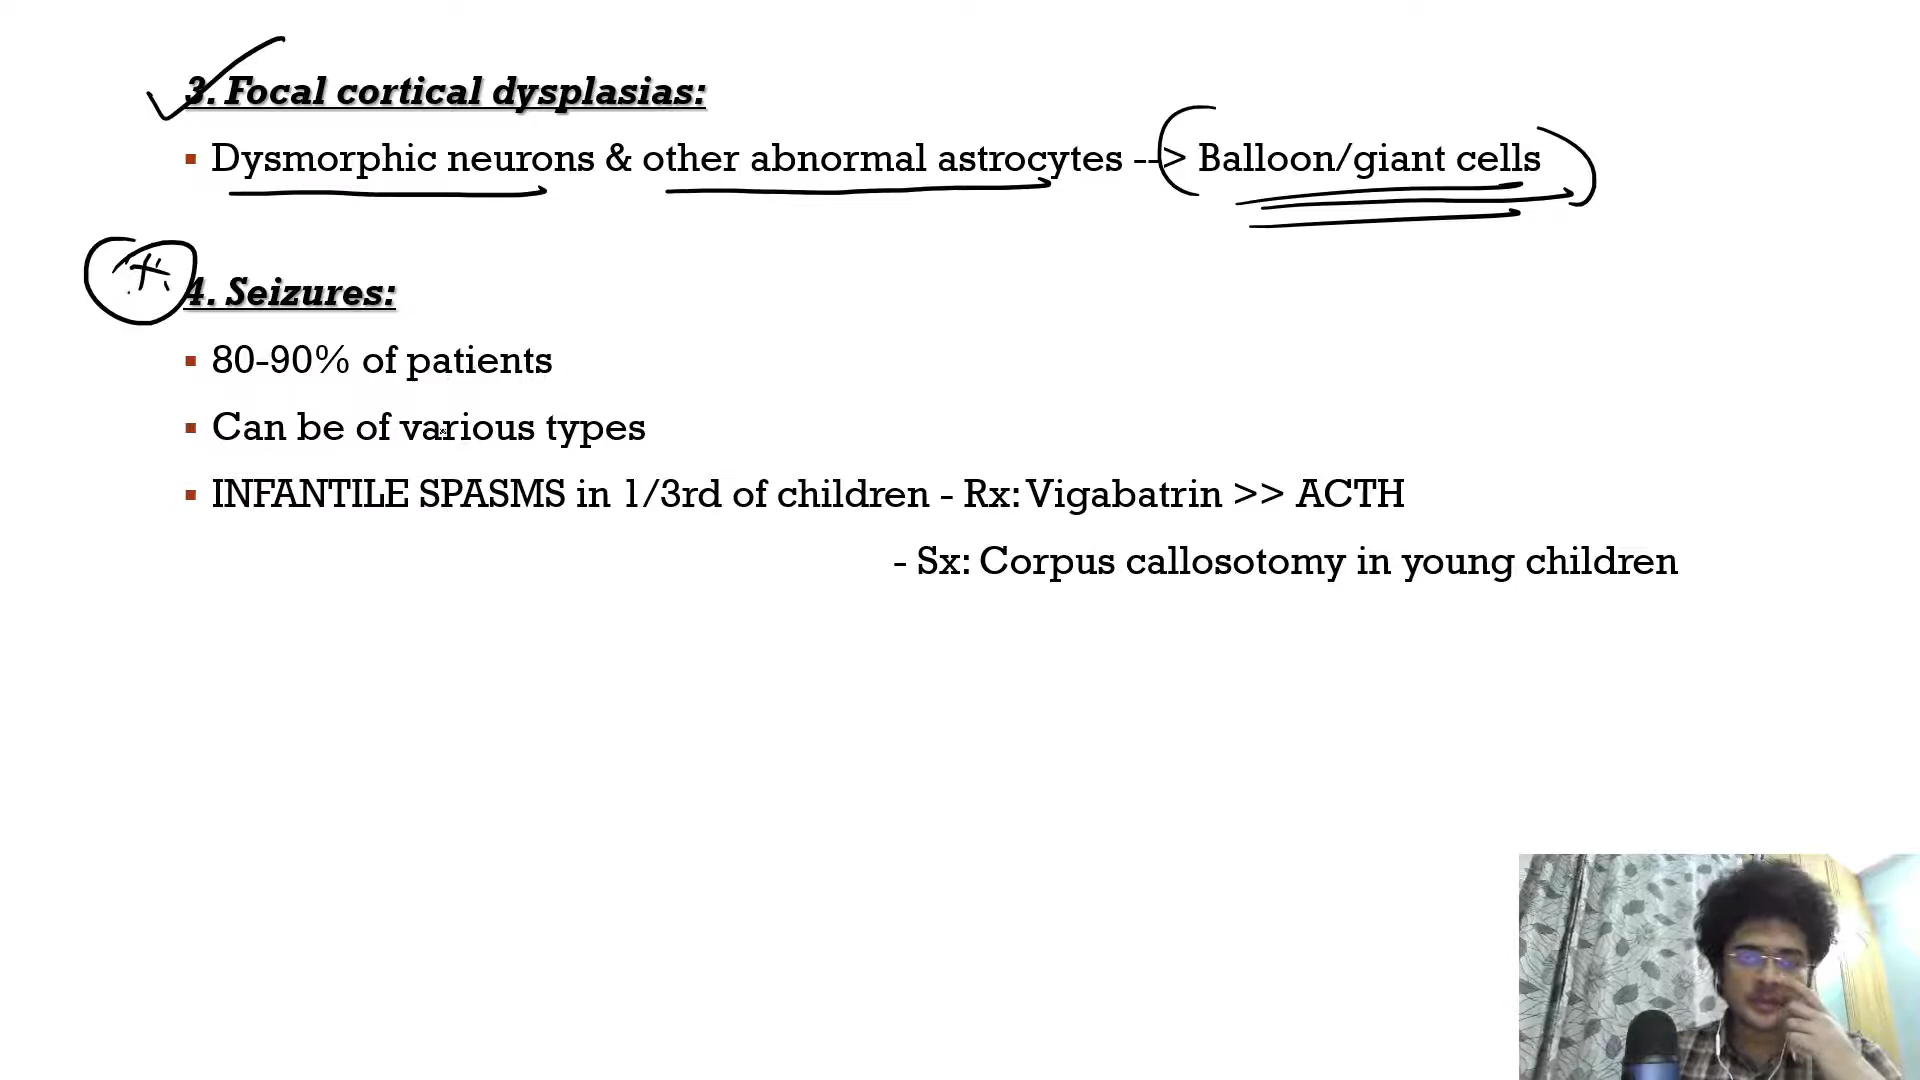 3. Focal cortical dysplasias:
▪ Dysmorphic neurons & other abnormal astrocytes --> Balloon/giant cells
4. Seizures:
▪ 80-90% of patients
▪ Can be of various types
▪ INFANTILE SPASMS in 1/3rd of children - Rx: Vigabatrin >> ACTH
- Sx: Corpus callosotomy in young children